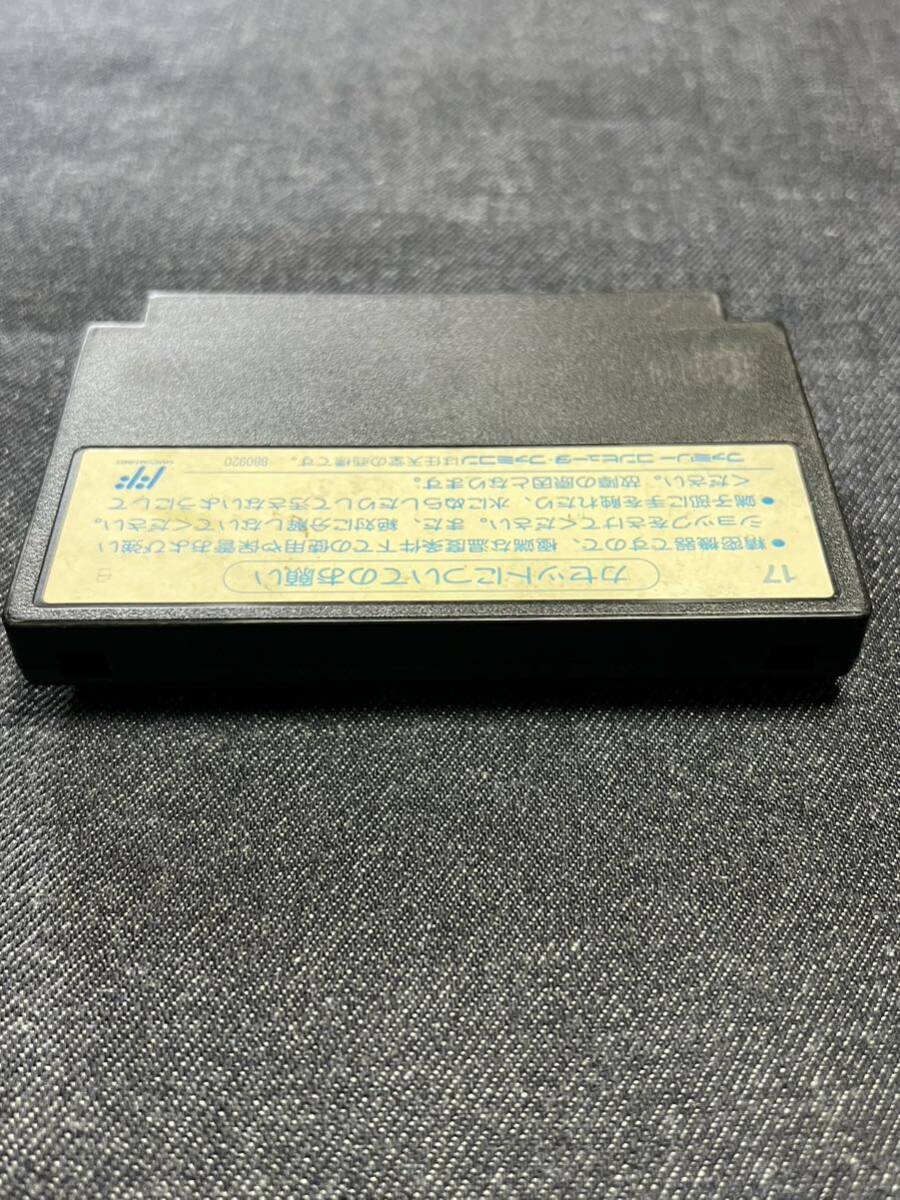 17
カセットについてのお願い
●精密機器ですので、極端な温度条件下での使用や保管および強い
ショックをさけてください。また、絶対に分解しないでください。
●端子部に手を触れたり、水にぬらしたりして汚さないようにして
ください。故障の原因となります。
ファミリーコンピュータ・ファミコンは任天堂の商標です。 880920